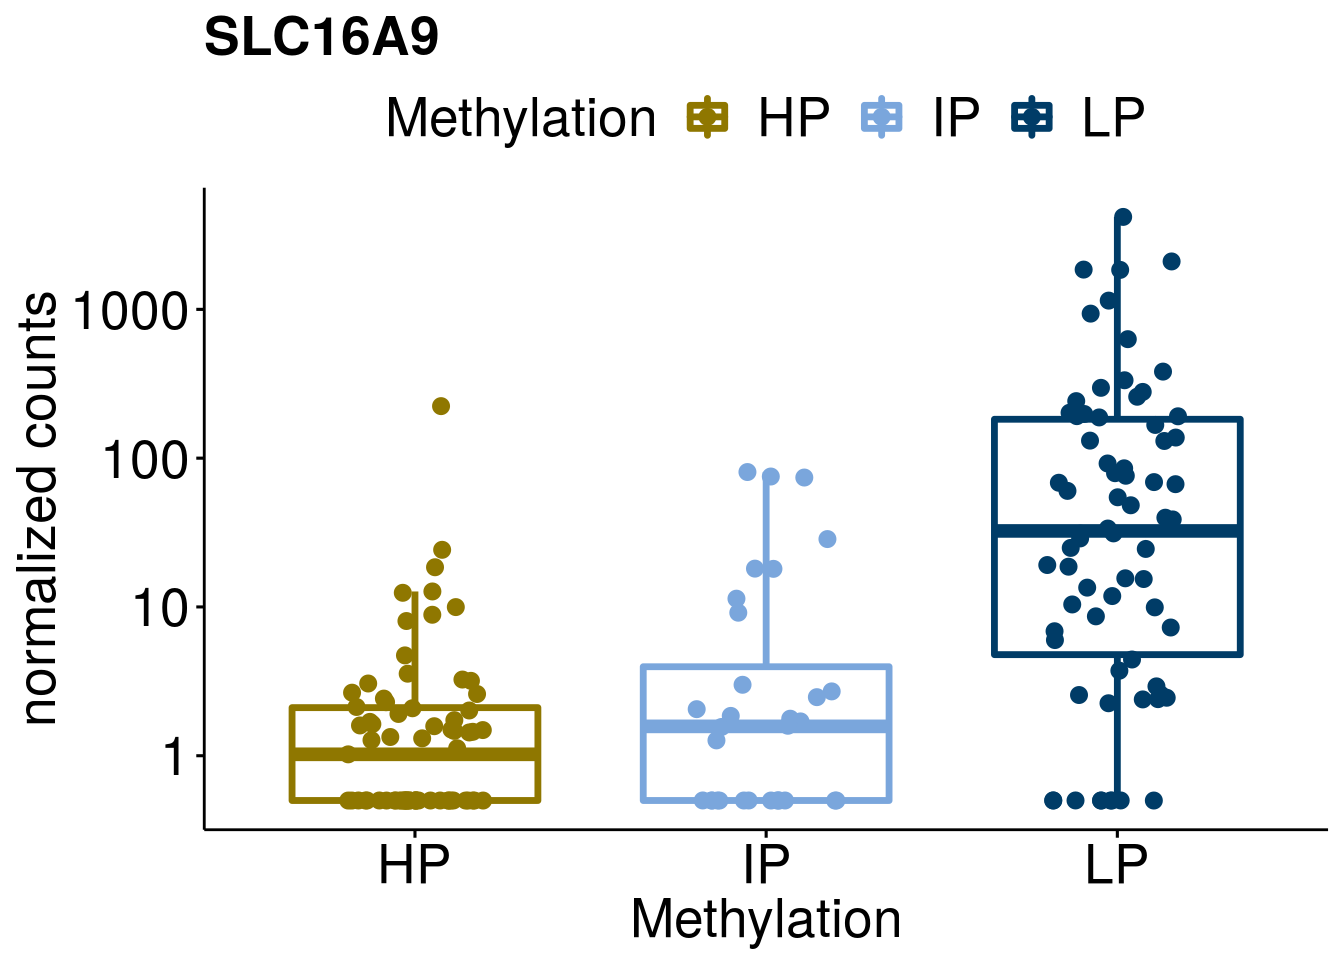 SLC16A9
Methylation HP IP LP
normalized counts
1000
100
10
1
HP IP LP
Methylation